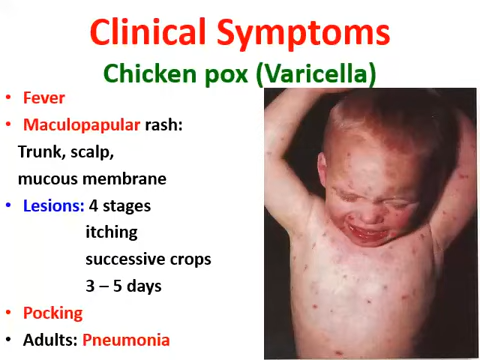 Clinical Symptoms
Chicken pox (Varicella)
• Fever
• Maculopapular rash:
Trunk, scalp,
mucous membrane
• Lesions: 4 stages
itching
successive crops
3 – 5 days
• Pocking
• Adults: Pneumonia